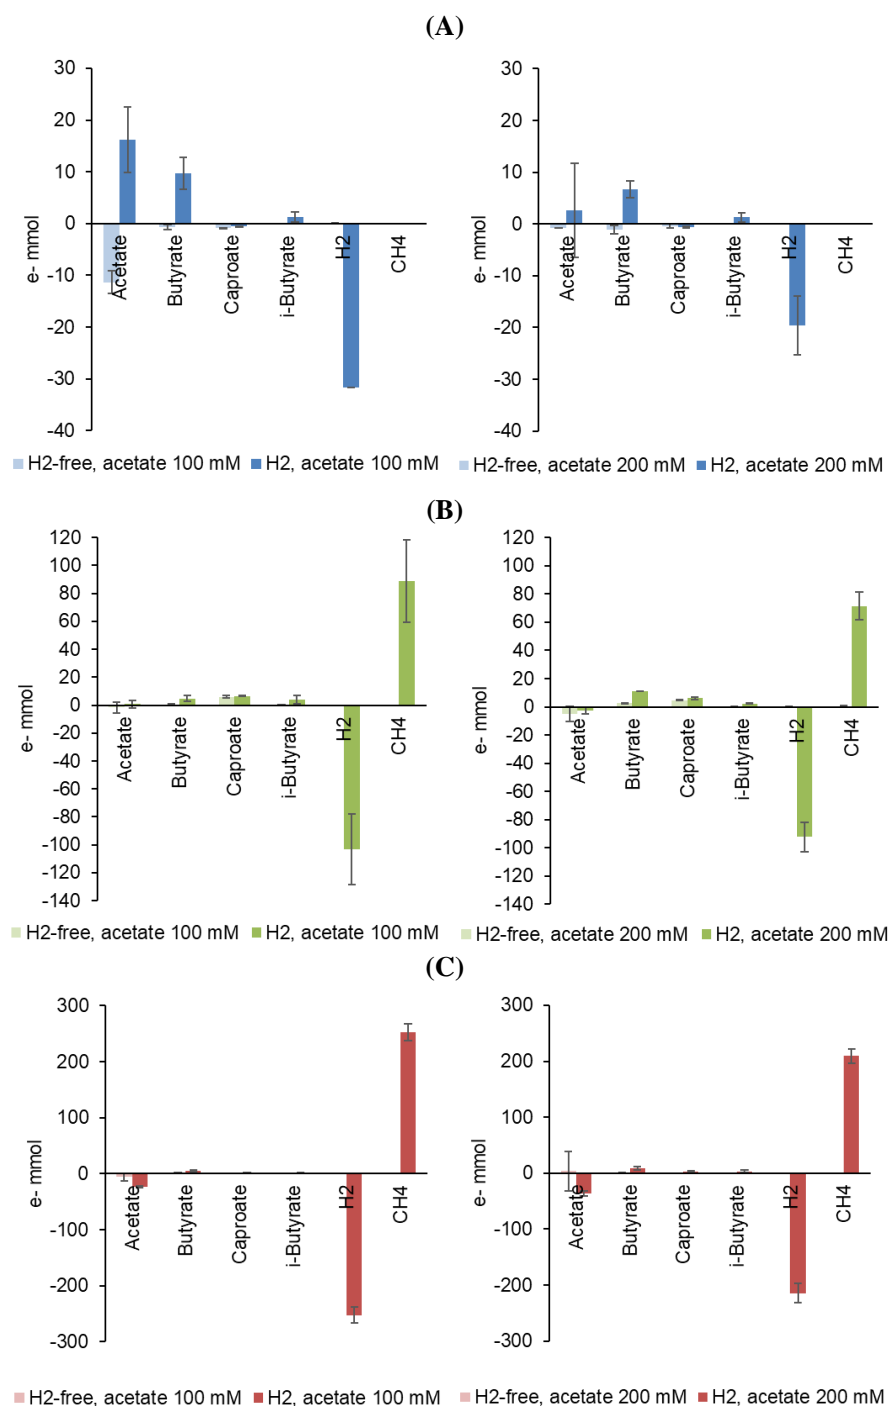 (A)
30
20
10
0
-10
-20
-30
-40
e- mmol
Acetate
Butyrate
Caproate
i-Butyrate
H2
CH4
H2-free, acetate 100 mM
H2, acetate 100 mM
30
20
10
0
-10
-20
-30
-40
e- mmol
Acetate
Butyrate
Caproate
i-Butyrate
H2
CH4
H2-free, acetate 200 mM
H2, acetate 200 mM
(B)
120
100
80
60
40
20
0
-20
-40
-60
-80
-100
-120
-140
e- mmol
Acetate
Butyrate
Caproate
i-Butyrate
H2
CH4
H2-free, acetate 100 mM
H2, acetate 100 mM
120
100
80
60
40
20
0
-20
-40
-60
-80
-100
-120
-140
e- mmol
Acetate
Butyrate
Caproate
i-Butyrate
H2
CH4
H2-free, acetate 200 mM
H2, acetate 200 mM
(C)
300
200
100
0
-100
-200
-300
e- mmol
Acetate
Butyrate
Caproate
i-Butyrate
H2
CH4
H2-free, acetate 100 mM
H2, acetate 100 mM
300
200
100
0
-100
-200
-300
e- mmol
Acetate
Butyrate
Caproate
i-Butyrate
H2
CH4
H2-free, acetate 200 mM
H2, acetate 200 mM